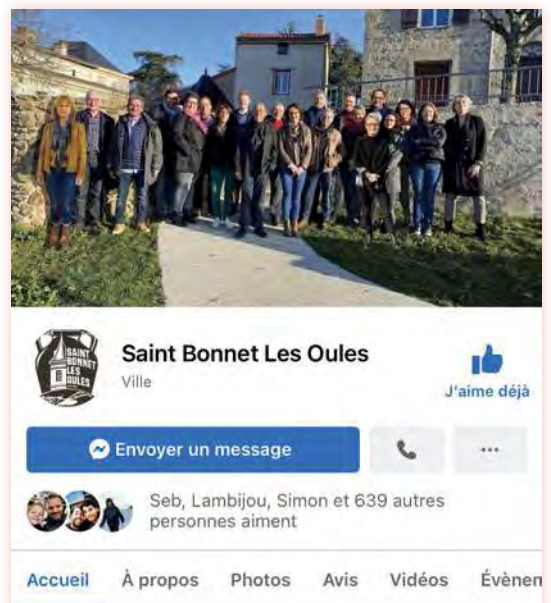 SAINT
BONNET
LES
OULES
Saint Bonnet Les Oules
Ville
J'aime déjà
Envoyer un message
Seb, Lambijou, Simon et 639 autres
personnes aiment
Accueil À propos Photos Avis Vidéos Évènen